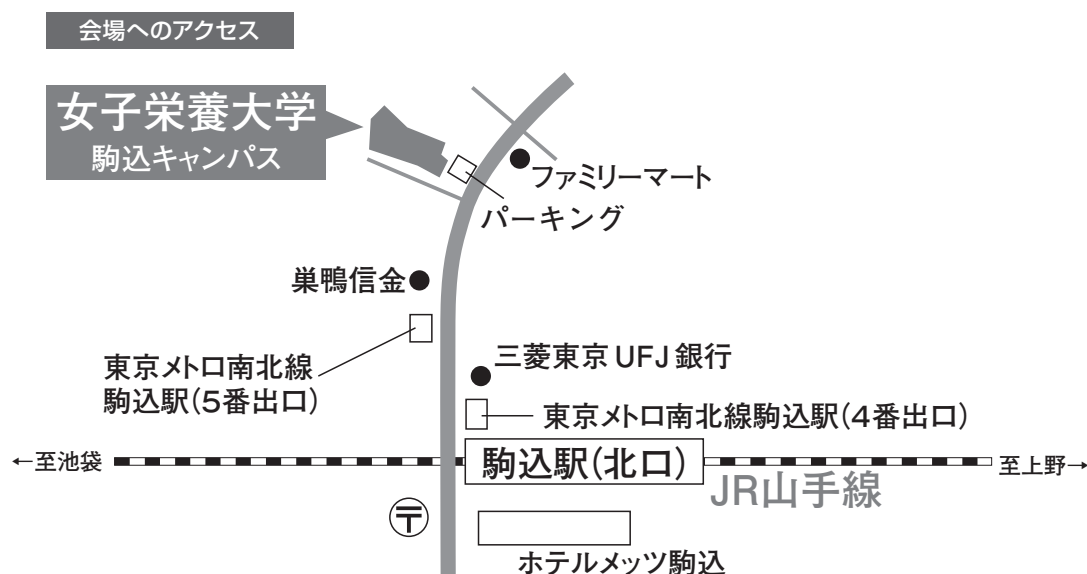 会場へのアクセス
女子栄養大学
駒込キャンパス
ファミリーマート
パーキング
巣鴨信金
東京メトロ南北線
駒込駅(5番出口)
三菱東京UFJ銀行
東京メトロ南北線駒込駅(4番出口)
←至池袋
駒込駅(北口)
至上野→
JR山手線
〒
ホテルメッツ駒込